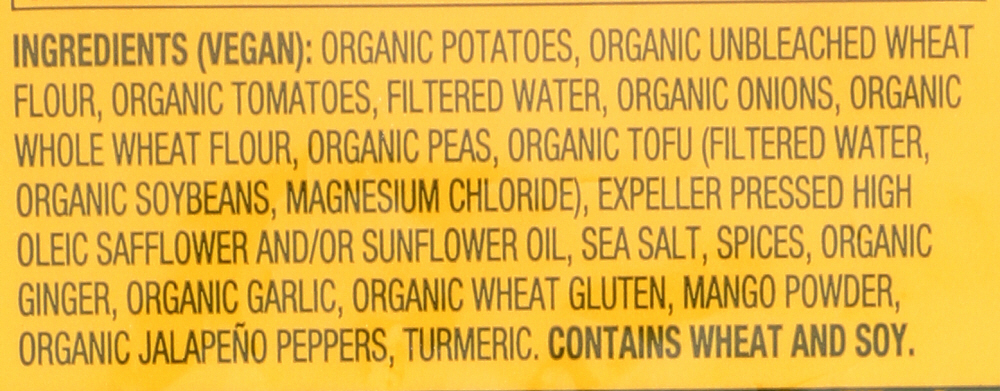 INGREDIENTS (VEGAN): ORGANIC POTATOES, ORGANIC UNBLEACHED WHEAT
FLOUR, ORGANIC TOMATOES, FILTERED WATER, ORGANIC ONIONS, ORGANIC
WHOLE WHEAT FLOUR, ORGANIC PEAS, ORGANIC TOFU (FILTERED WATER,
ORGANIC SOYBEANS, MAGNESIUM CHLORIDE), EXPELLER PRESSED HIGH
OLEIC SAFFLOWER AND/OR SUNFLOWER OIL, SEA SALT, SPICES, ORGANIC
GINGER, ORGANIC GARLIC, ORGANIC WHEAT GLUTEN, MANGO POWDER,
ORGANIC JALAPEÑO PEPPERS, TURMERIC. CONTAINS WHEAT AND SOY.